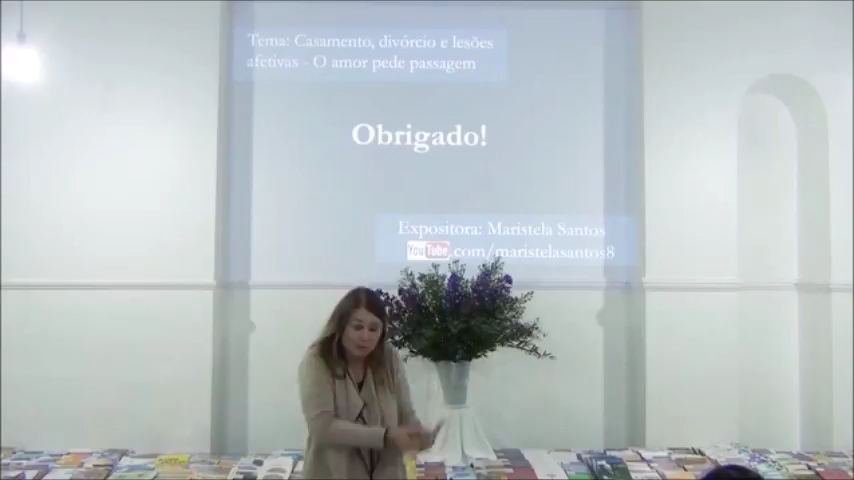 Tema: Casamento, divórcio e lesões
afetivas - O amor pede passagem
Obrigado!
Expositora: Maristela Santos
YouTube.com/maristelasantos8